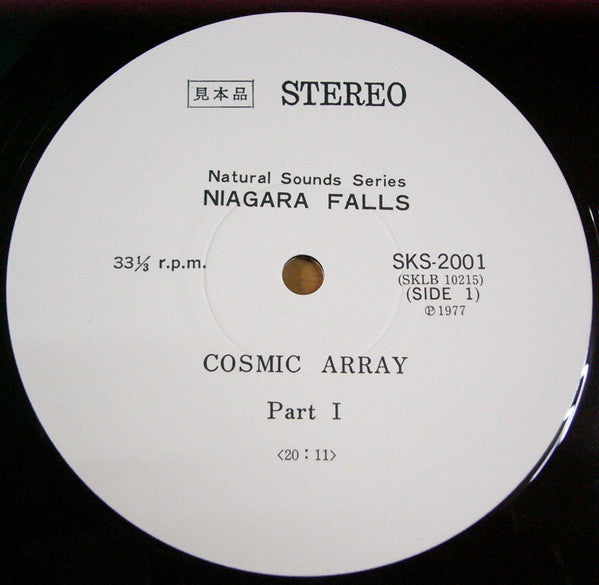 見本品 STEREO
Natural Sounds Series
NIAGARA FALLS
33⅓ r.p.m.
SKS-2001
(SKLB 10215)
(SIDE 1)
℗1977
COSMIC ARRAY
Part I
<20：11>